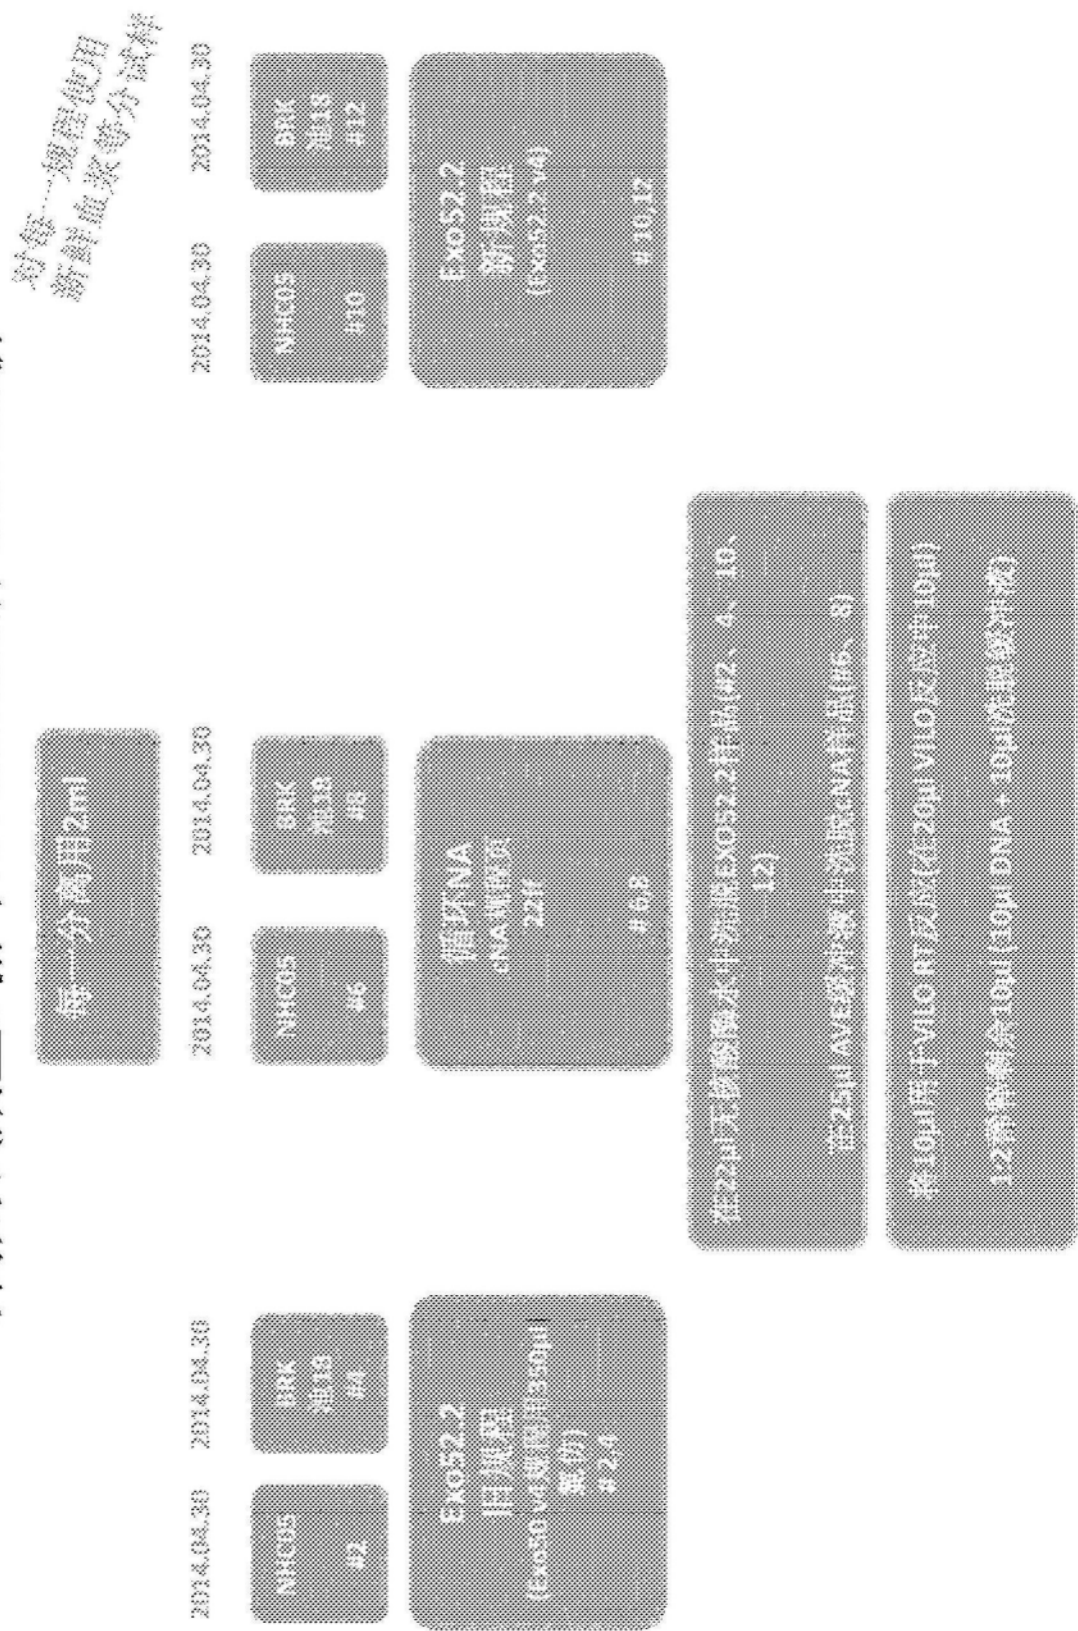 对每一规程使用
新鲜血浆等分试样
每一分离用2ml
2014.04.30
2014.04.30
2014.04.30
2014.04.30
2014.04.30
2014.04.30
NHC05
#2
BRK
池18
#4
NHC05
#6
BRK
池18
#8
NHC05
#10
BRK
池18
#12
Exo52.2
旧规程
(Exo50 v4规程用350μl
氯仿)
# 2,4
循环NA
cNA规程页
22ff
# 6,8
Exo52.2
新规程
(Exo52.2 v4)
# 10,12
在22μl无核酸酶水中洗脱EXO52.2样品(#2、4、10、
12)
在25μl AVE缓冲液中洗脱cNA样品(#6、8)
将10μl用于VILO RT反应(在20μl VILO反应中10μl)
1:2稀释剩余10μl (10μl DNA + 10μl洗脱缓冲液)